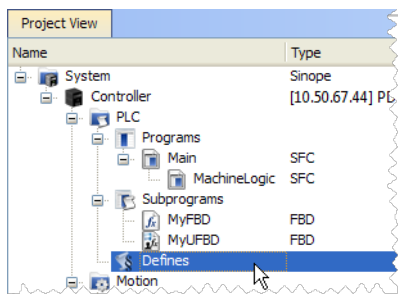 Project View
Name Type
System Sinope
Controller [10.50.67.44] PL
PLC
Programs
Main SFC
MachineLogic SFC
Subprograms
MyFBD FBD
MyUFBD FBD
Defines
Motion